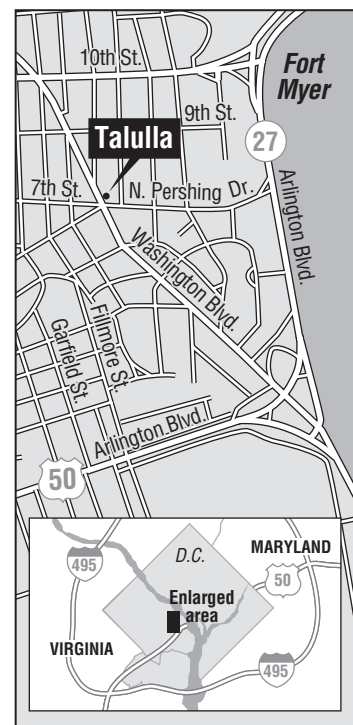 10th St.
Fort
Myer
9th St.
27
Talulla
7th St.
N. Pershing Dr.
Arlington Blvd.
Washington Blvd.
Fillmore St.
Garfield St.
Arlington Blvd.
50
495
D.C.
MARYLAND
50
Enlarged
area
VIRGINIA
495